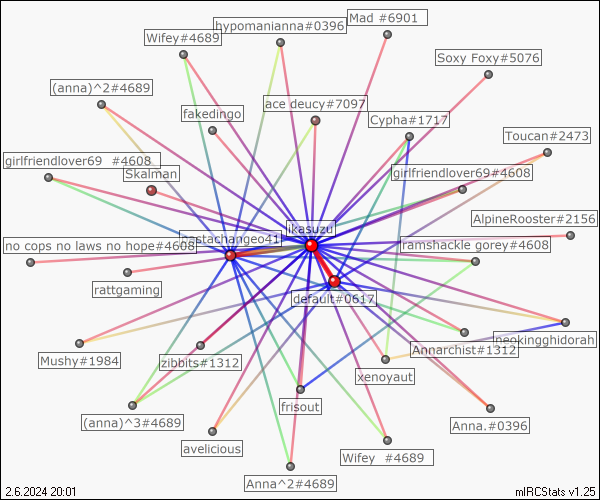 Mad #6901
hypomanianna#0396
Wifey#4689
Soxy Foxy#5076
(anna)^2#4689
ace deucy#7097
fakedingo
Cypha#1717
Toucan#2473
girlfriendlover69 #4608
Skalman
girlfriendlover69#4608
AlpineRooster#2156
ikasuzu
no cops no laws no hope#4608
ramshackle gorey#4608
rattgaming
default#0617
Mushy#1984
zibbits#1312
Annarchist#1312
xenoyaut
frisout
(anna)^3#4689
Anna.#0396
avelicious
Wifey #4689
Anna^2#4689
2.6.2024 20:01
mIRCStats v1.25